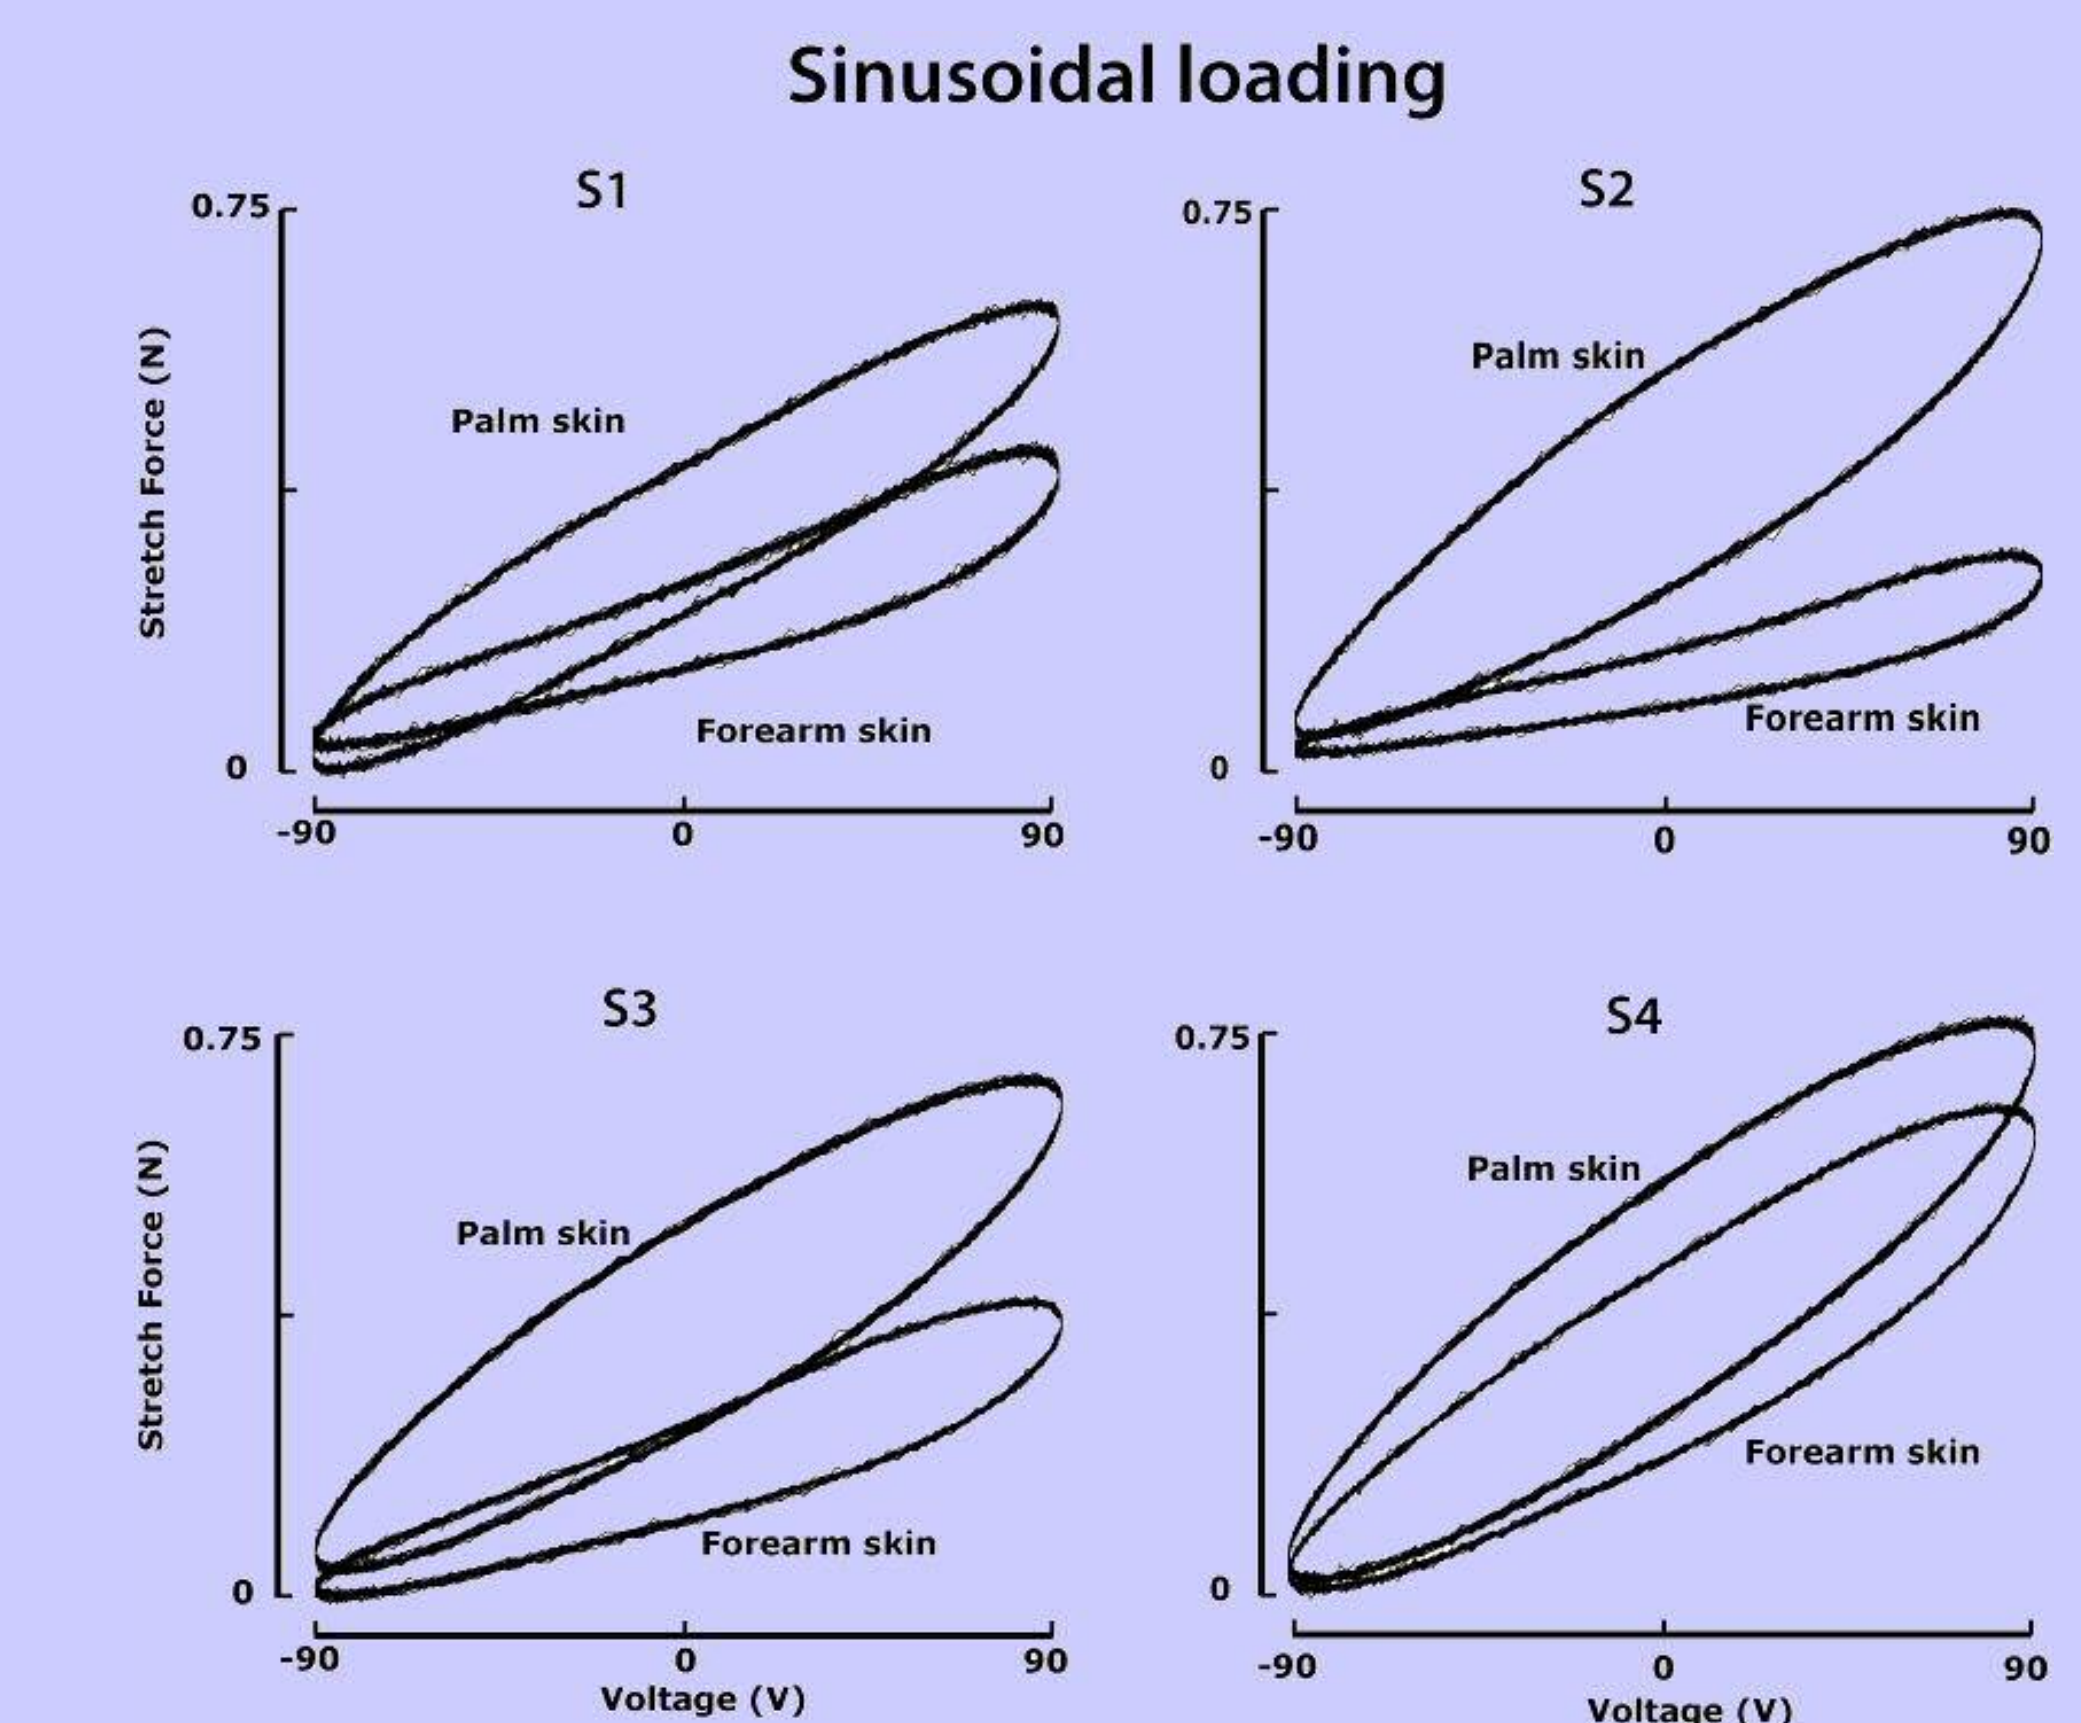 Sinusoidal loading
S1
0.75
Stretch Force (N)
Palm skin
Forearm skin
0
-90 0 90
S2
0.75
Palm skin
Forearm skin
0
-90 0 90
S3
0.75
Stretch Force (N)
Palm skin
Forearm skin
0
-90 0 90
Voltage (V)
S4
0.75
Palm skin
Forearm skin
0
-90 0 90
Voltage (V)